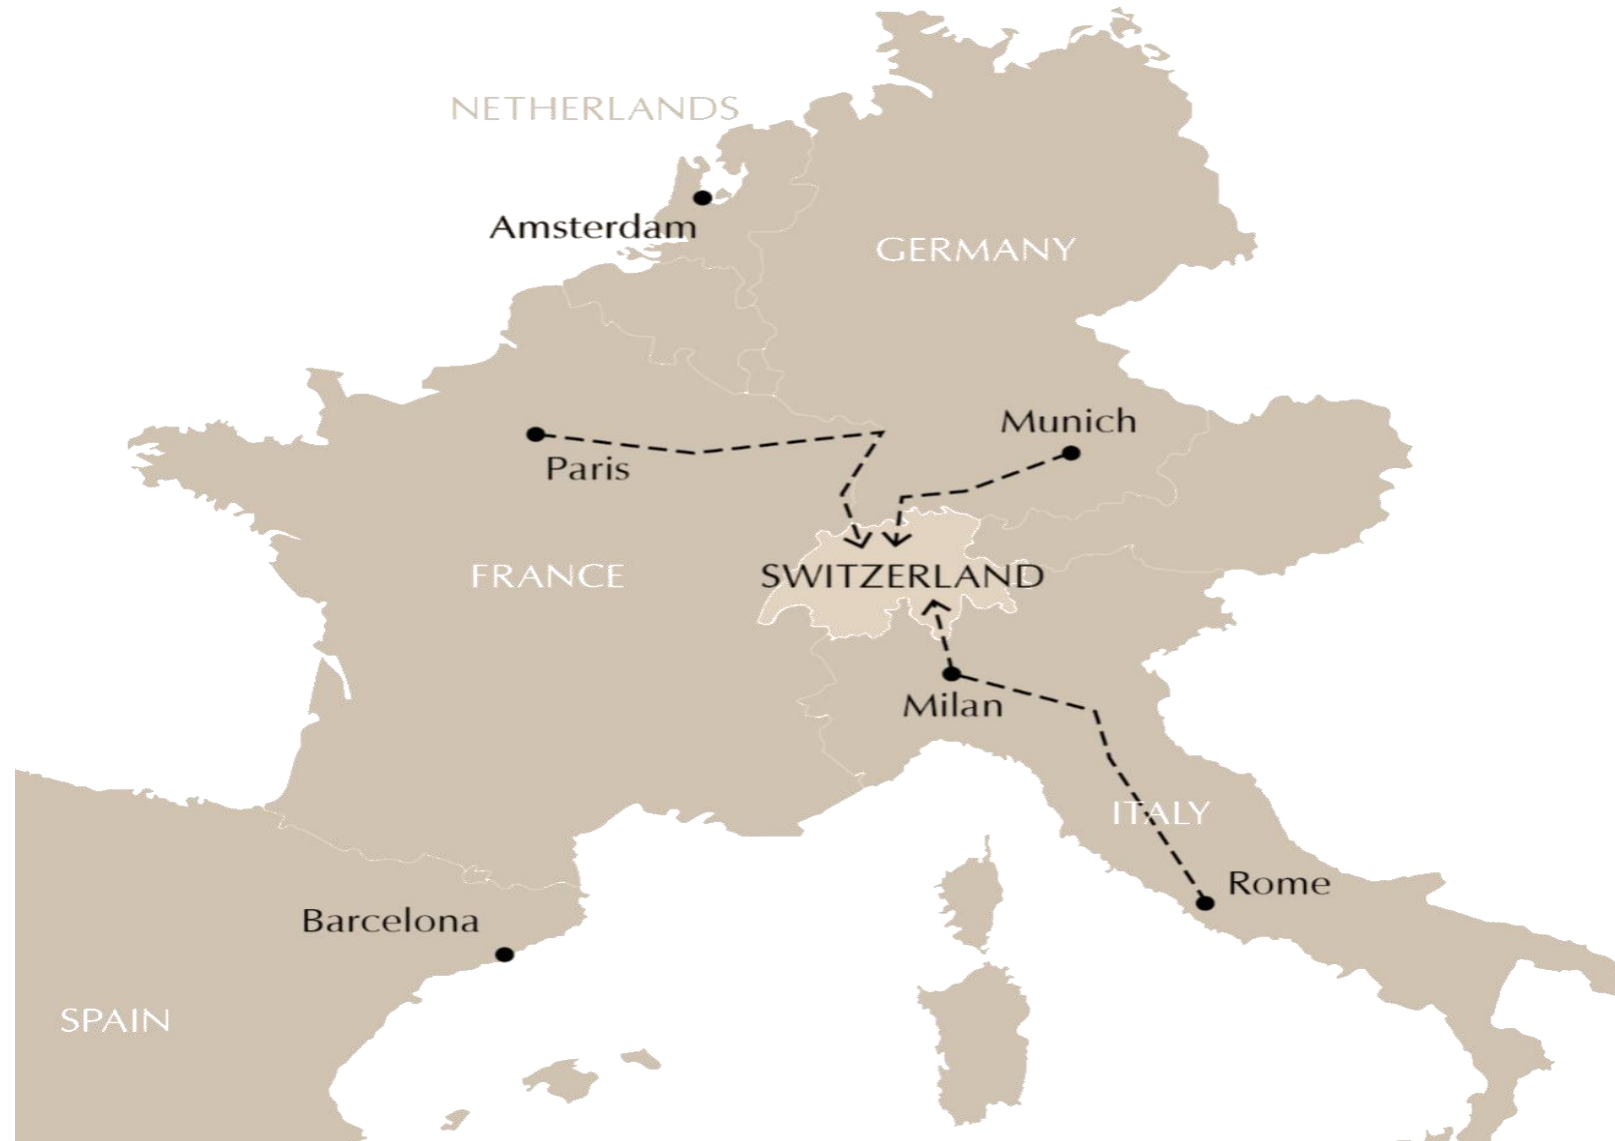 NETHERLANDS
Amsterdam
GERMANY
Munich
Paris
FRANCE
SWITZERLAND
Milan
ITALY
Rome
Barcelona
SPAIN